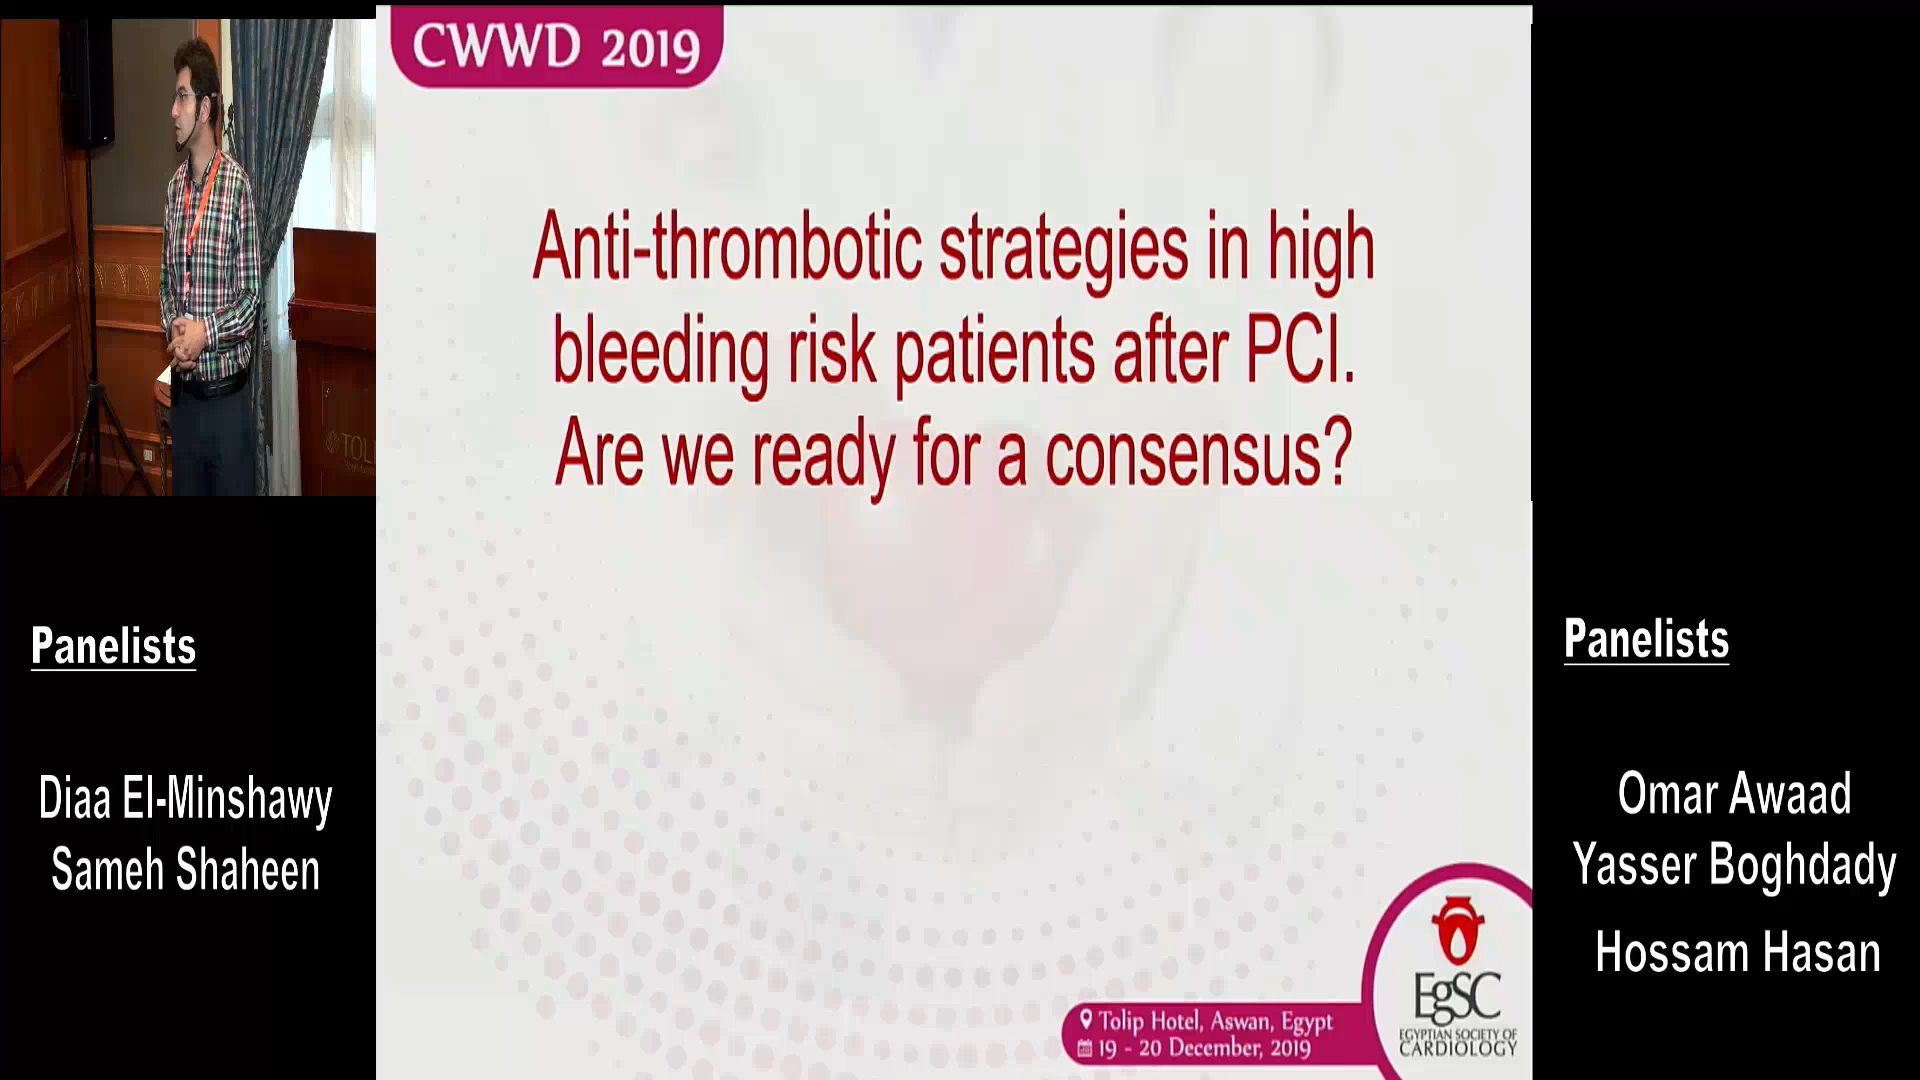 CWWD 2019
Anti-thrombotic strategies in high
bleeding risk patients after PCI.
Are we ready for a consensus?
Panelists
Diaa El-Minshawy
Sameh Shaheen
Panelists
Omar Awaad
Yasser Boghdady
Hossam Hasan
EgSC
EGYPTIAN SOCIETY OF
CARDIOLOGY
Tolip Hotel, Aswan, Egypt
19 - 20 December, 2019